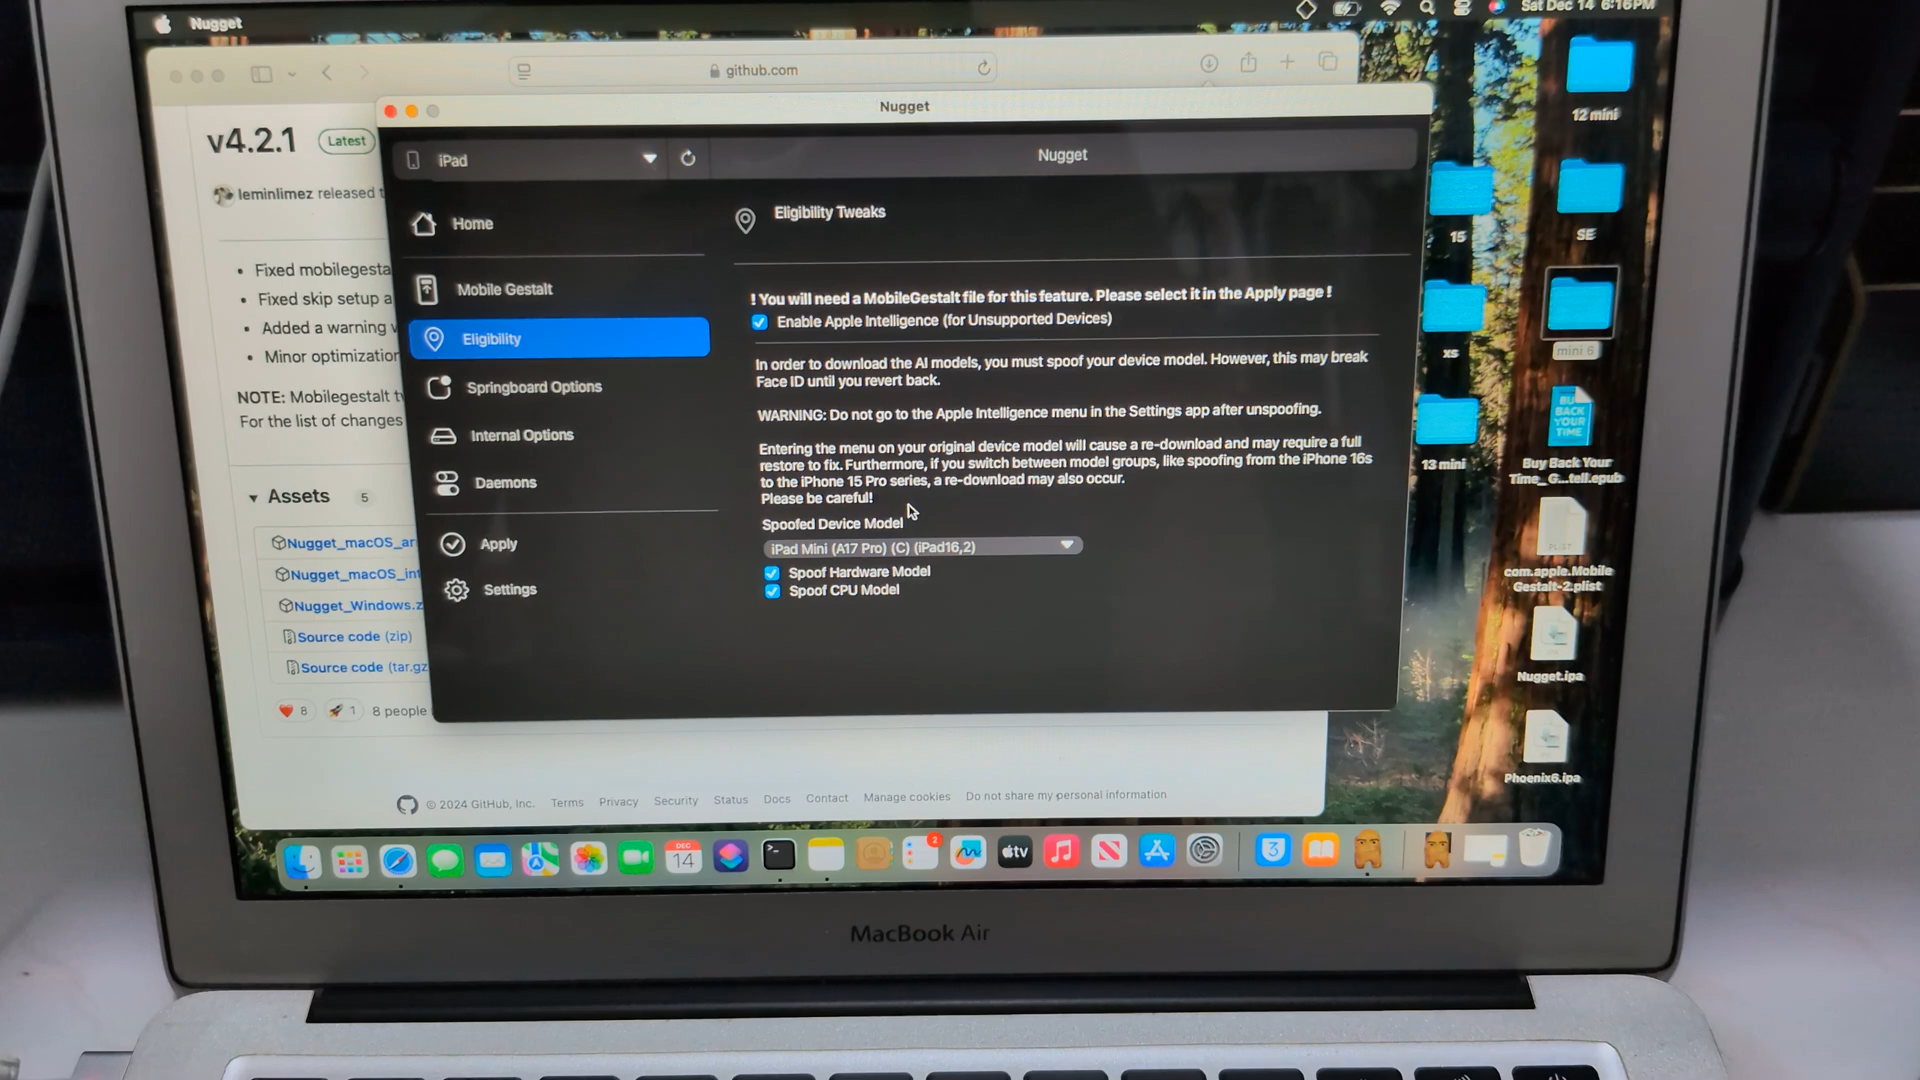 Nugget
Sat Dec 14 6:16PM
github.com
Nugget
v4.2.1
Latest
iPad
Nugget
leminlimez released
Home
Eligibility Tweaks
Fixed mobilegesta
Fixed skip setup a
Added a warning
Minor optimization
NOTE: Mobilegestalt
For the list of changes
Mobile Gestalt
Eligibility
Springboard Options
Internal Options
Daemons
Apply
Settings
! You will need a MobileGestalt file for this feature. Please select it in the Apply page !
Enable Apple Intelligence (for Unsupported Devices)
In order to download the AI models, you must spoof your device model. However, this may break
Face ID until you revert back.
WARNING: Do not go to the Apple Intelligence menu in the Settings app after unspoofing.
Entering the menu on your original device model will cause a re-download and may require a full
restore to fix. Furthermore, if you switch between model groups, like spoofing from the iPhone 16s
to the iPhone 15 Pro series, a re-download may also occur.
Please be careful!
Spoofed Device Model
iPad Mini (A17 Pro) (C) (iPad16,2)
Spoof Hardware Model
Spoof CPU Model
Assets 5
Nugget_macOS_ar
Nugget_macOS_int
Nugget_Windows.z
Source code (zip)
Source code (tar.gz
8
1
8 people
© 2024 GitHub, Inc. Terms Privacy Security Status Docs Contact Manage cookies Do not share my personal information
12 mini
15
SE
xs
mini 6
13 mini
BU
BACK
YOUR
TIME
Buy Back Your
Time_ G...tell.epub
PLIST
com.apple.Mobile
Gestalt-2.plist
Nugget.ipa
Phoenix6.ipa
DEC
14
2
tv
3
MacBook Air